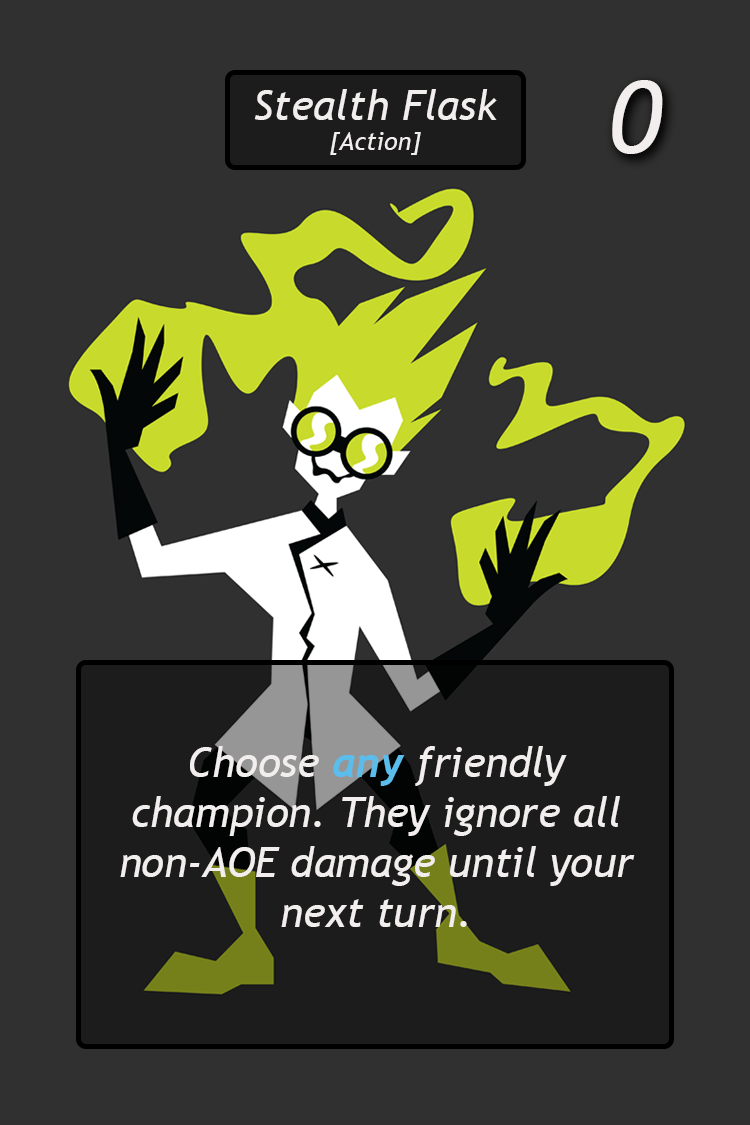 Stealth Flask
[Action]
0
Choose any friendly
champion. They ignore all
non-AOE damage until your
next turn.